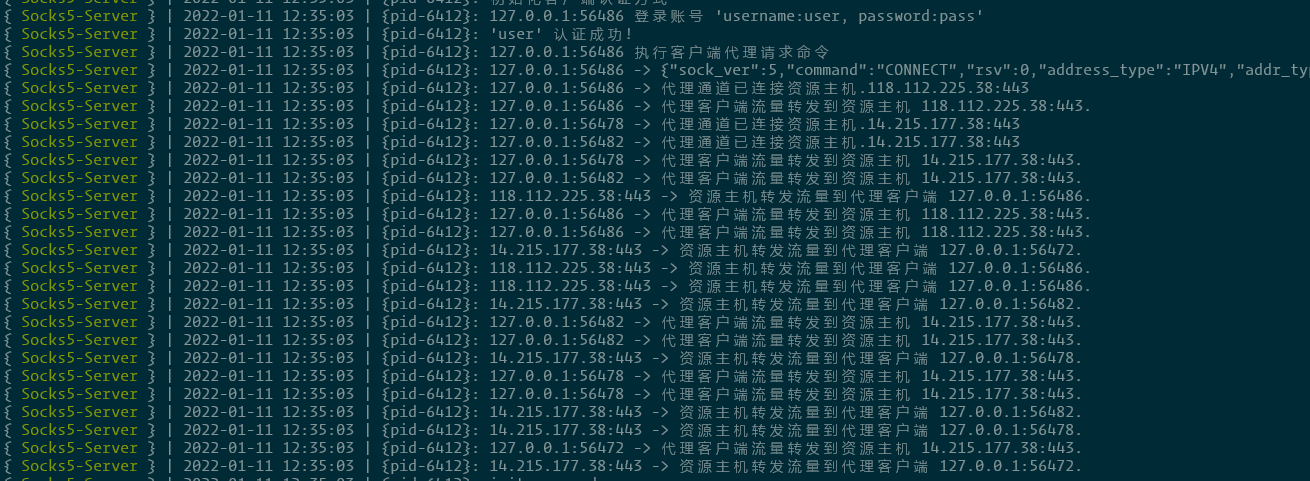 { Socks5-Server } | 2022-01-11 12:35:03 | {pid-6412}: 初始化客户端认证方式
{ Socks5-Server } | 2022-01-11 12:35:03 | {pid-6412}: 127.0.0.1:56486 登录账号 'username:user, password:pass'
{ Socks5-Server } | 2022-01-11 12:35:03 | {pid-6412}: 'user' 认证成功!
{ Socks5-Server } | 2022-01-11 12:35:03 | {pid-6412}: 127.0.0.1:56486 执行客户端代理请求命令
{ Socks5-Server } | 2022-01-11 12:35:03 | {pid-6412}: 127.0.0.1:56486 -> {"sock_ver":5,"command":"CONNECT","rsv":0,"address_type":"IPV4","addr_ty
{ Socks5-Server } | 2022-01-11 12:35:03 | {pid-6412}: 127.0.0.1:56486 -> 代理通道已连接资源主机.118.112.225.38:443
{ Socks5-Server } | 2022-01-11 12:35:03 | {pid-6412}: 127.0.0.1:56486 -> 代理客户端流量转发到资源主机 118.112.225.38:443.
{ Socks5-Server } | 2022-01-11 12:35:03 | {pid-6412}: 127.0.0.1:56478 -> 代理通道已连接资源主机.14.215.177.38:443
{ Socks5-Server } | 2022-01-11 12:35:03 | {pid-6412}: 127.0.0.1:56482 -> 代理通道已连接资源主机.14.215.177.38:443
{ Socks5-Server } | 2022-01-11 12:35:03 | {pid-6412}: 127.0.0.1:56478 -> 代理客户端流量转发到资源主机 14.215.177.38:443.
{ Socks5-Server } | 2022-01-11 12:35:03 | {pid-6412}: 127.0.0.1:56482 -> 代理客户端流量转发到资源主机 14.215.177.38:443.
{ Socks5-Server } | 2022-01-11 12:35:03 | {pid-6412}: 118.112.225.38:443 -> 资源主机转发流量到代理客户端 127.0.0.1:56486.
{ Socks5-Server } | 2022-01-11 12:35:03 | {pid-6412}: 127.0.0.1:56486 -> 代理客户端流量转发到资源主机 118.112.225.38:443.
{ Socks5-Server } | 2022-01-11 12:35:03 | {pid-6412}: 127.0.0.1:56486 -> 代理客户端流量转发到资源主机 118.112.225.38:443.
{ Socks5-Server } | 2022-01-11 12:35:03 | {pid-6412}: 14.215.177.38:443 -> 资源主机转发流量到代理客户端 127.0.0.1:56472.
{ Socks5-Server } | 2022-01-11 12:35:03 | {pid-6412}: 118.112.225.38:443 -> 资源主机转发流量到代理客户端 127.0.0.1:56486.
{ Socks5-Server } | 2022-01-11 12:35:03 | {pid-6412}: 118.112.225.38:443 -> 资源主机转发流量到代理客户端 127.0.0.1:56486.
{ Socks5-Server } | 2022-01-11 12:35:03 | {pid-6412}: 14.215.177.38:443 -> 资源主机转发流量到代理客户端 127.0.0.1:56482.
{ Socks5-Server } | 2022-01-11 12:35:03 | {pid-6412}: 127.0.0.1:56482 -> 代理客户端流量转发到资源主机 14.215.177.38:443.
{ Socks5-Server } | 2022-01-11 12:35:03 | {pid-6412}: 127.0.0.1:56482 -> 代理客户端流量转发到资源主机 14.215.177.38:443.
{ Socks5-Server } | 2022-01-11 12:35:03 | {pid-6412}: 14.215.177.38:443 -> 资源主机转发流量到代理客户端 127.0.0.1:56478.
{ Socks5-Server } | 2022-01-11 12:35:03 | {pid-6412}: 127.0.0.1:56478 -> 代理客户端流量转发到资源主机 14.215.177.38:443.
{ Socks5-Server } | 2022-01-11 12:35:03 | {pid-6412}: 127.0.0.1:56478 -> 代理客户端流量转发到资源主机 14.215.177.38:443.
{ Socks5-Server } | 2022-01-11 12:35:03 | {pid-6412}: 14.215.177.38:443 -> 资源主机转发流量到代理客户端 127.0.0.1:56482.
{ Socks5-Server } | 2022-01-11 12:35:03 | {pid-6412}: 14.215.177.38:443 -> 资源主机转发流量到代理客户端 127.0.0.1:56478.
{ Socks5-Server } | 2022-01-11 12:35:03 | {pid-6412}: 127.0.0.1:56472 -> 代理客户端流量转发到资源主机 14.215.177.38:443.
{ Socks5-Server } | 2022-01-11 12:35:03 | {pid-6412}: 14.215.177.38:443 -> 资源主机转发流量到代理客户端 127.0.0.1:56472.
{ Socks5-Server } | 2022-01-11 12:35:03 | {pid-6412}: